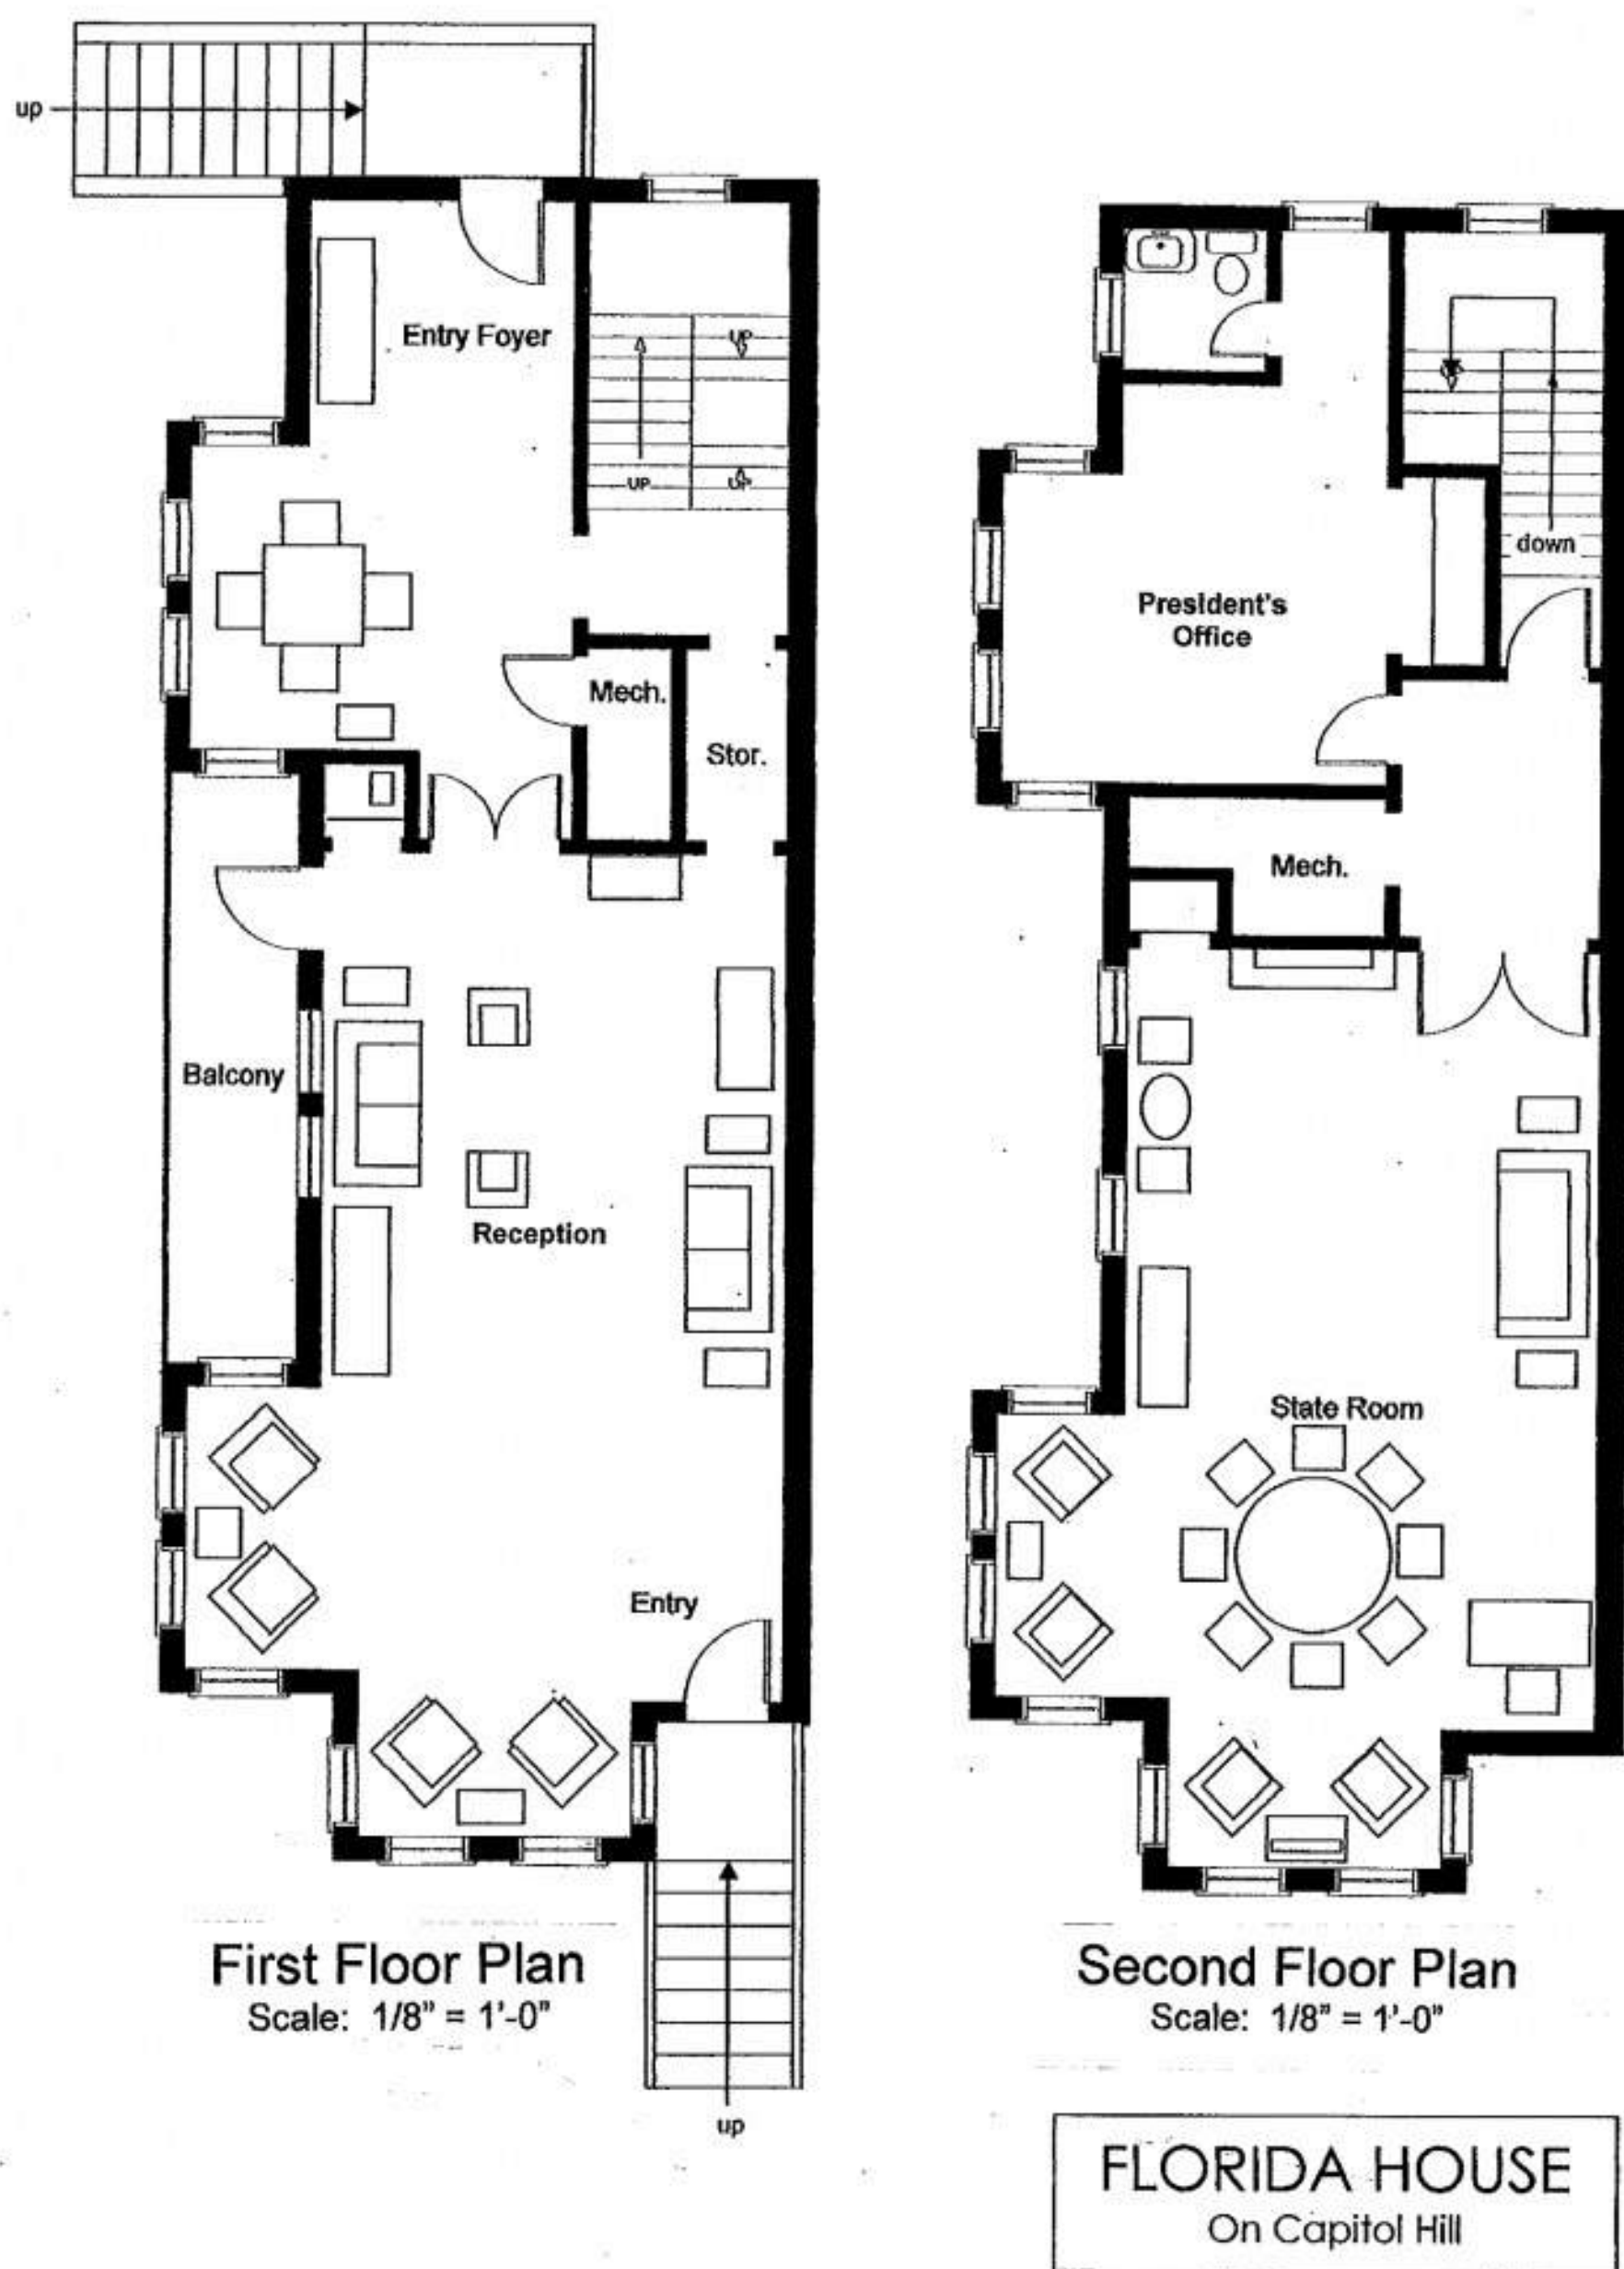 up
Entry Foyer
UP
UP
UP
Mech.
Stor.
Balcony
Reception
Entry
First Floor Plan
Scale: 1/8" = 1'-0"
up
down
President's
Office
Mech.
State Room
Second Floor Plan
Scale: 1/8" = 1'-0"
FLORIDA HOUSE
On Capitol Hill